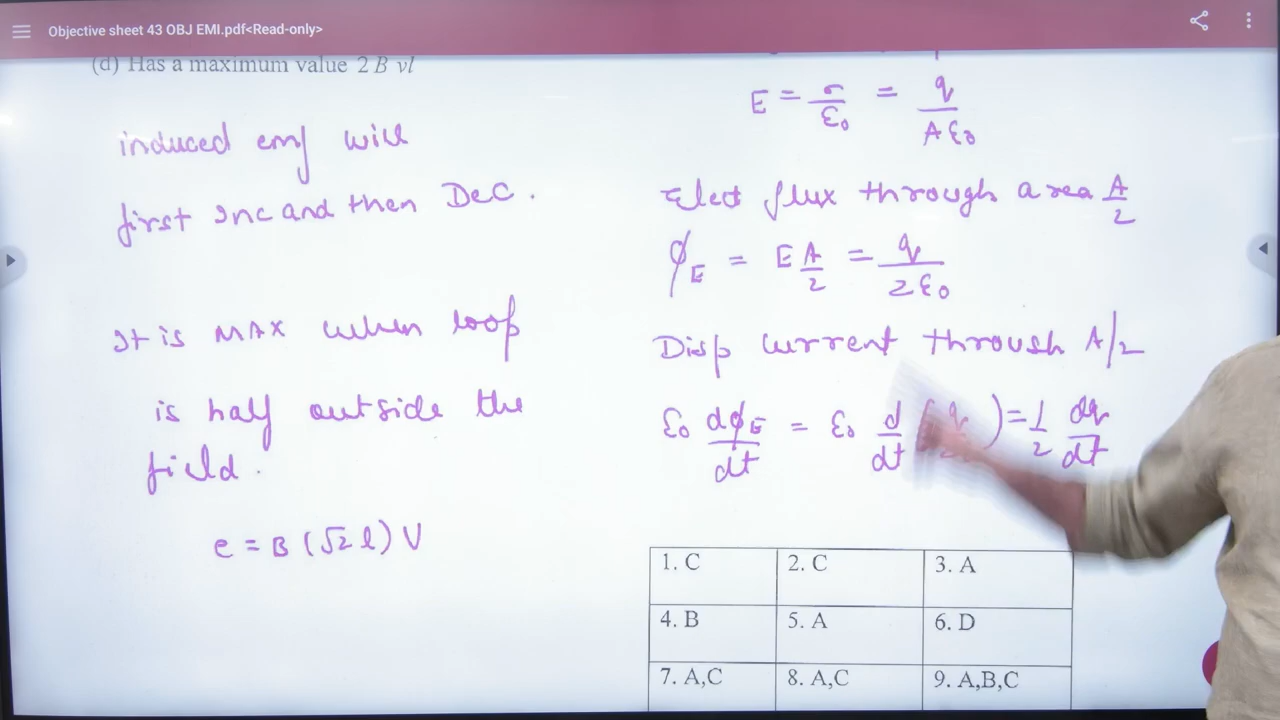 Objective sheet 43 OBJ EMI.pdf<Read-only>
(d) Has a maximum value 2 B vl
induced emf will
first Inc and then Dec.
It is MAX when loop
is half outside the
field.
e = B (√2 l) V
E = σ/ε0 = q/Aε0
Elect flux through area A/2
ϕE = E A/2 = q/2ε0
Disp current through A/2
ε0 dϕE/dt = ε0 d/dt (q ) = 1/2 dq/dt
1. C 2. C 3. A
4. B 5. A 6. D
7. A,C 8. A,C 9. A,B,C